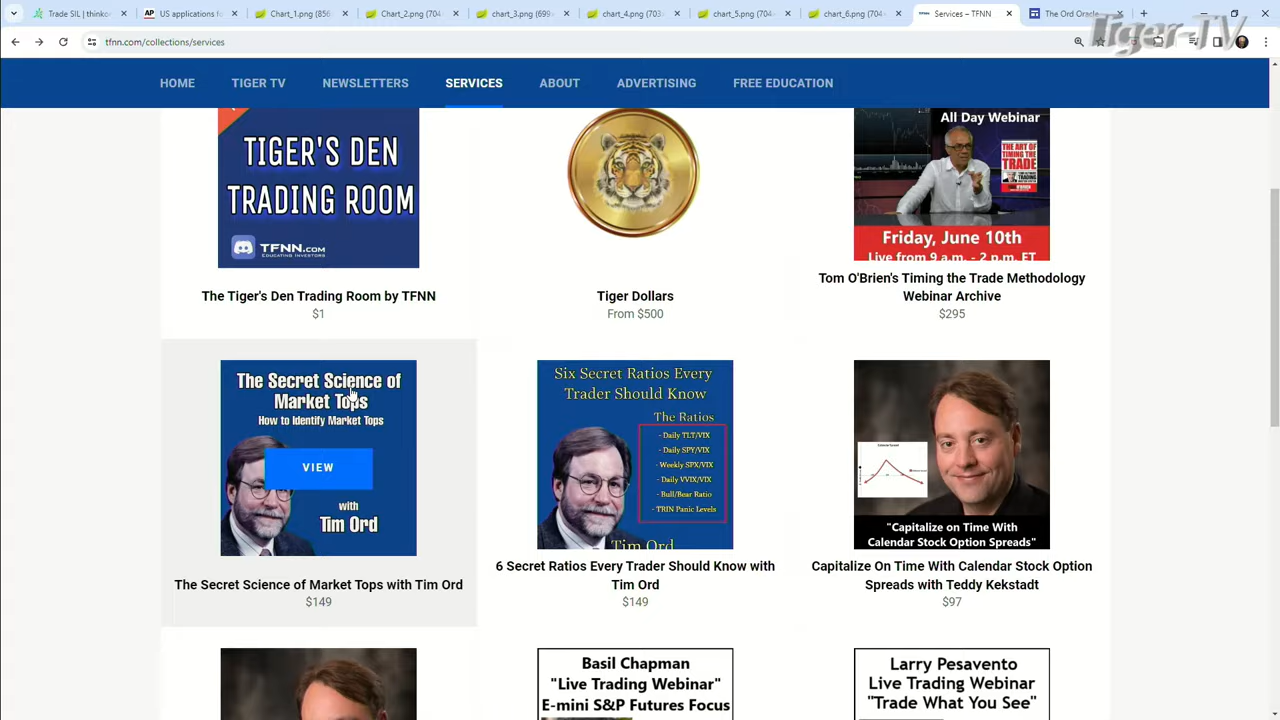 Trade SIL | thinko
US applications fo
Chart_1.png (856
Chart_2.png (704
chart_3.png (699×
chart_4.png (703×
chart_5.png (704×
chart_6.png (704×
Services – TFNN
The Ord Oracle
Tiger-TV
tfnn.com/collections/services
HOME
TIGER TV
NEWSLETTERS
SERVICES
ABOUT
ADVERTISING
FREE EDUCATION
TIGER'S DEN
TRADING ROOM
TFNN.COM
EDUCATING INVESTORS
The Tiger's Den Trading Room by TFNN
$1
Tiger Dollars
From $500
All Day Webinar
THE ART OF
TIMING THE
TRADE
Friday, June 10th
Live from 9 a.m. - 2 p.m. ET
Tom O'Brien's Timing the Trade Methodology
Webinar Archive
$295
The Secret Science of
Market Tops
How to Identify Market Tops
VIEW
with
Tim Ord
The Secret Science of Market Tops with Tim Ord
$149
Six Secret Ratios Every
Trader Should Know
The Ratios
- Daily TLT/VIX
- Daily SPY/VIX
- Weekly SPX/VIX
- Daily VVIX/VIX
- Bull/Bear Ratio
- TRIN Panic Levels
Tim Ord
6 Secret Ratios Every Trader Should Know with
Tim Ord
$149
"Capitalize on Time With
Calendar Stock Option Spreads"
Capitalize On Time With Calendar Stock Option
Spreads with Teddy Kekstadt
$97
Basil Chapman
"Live Trading Webinar"
E-mini S&P Futures Focus
Larry Pesavento
Live Trading Webinar
"Trade What You See"